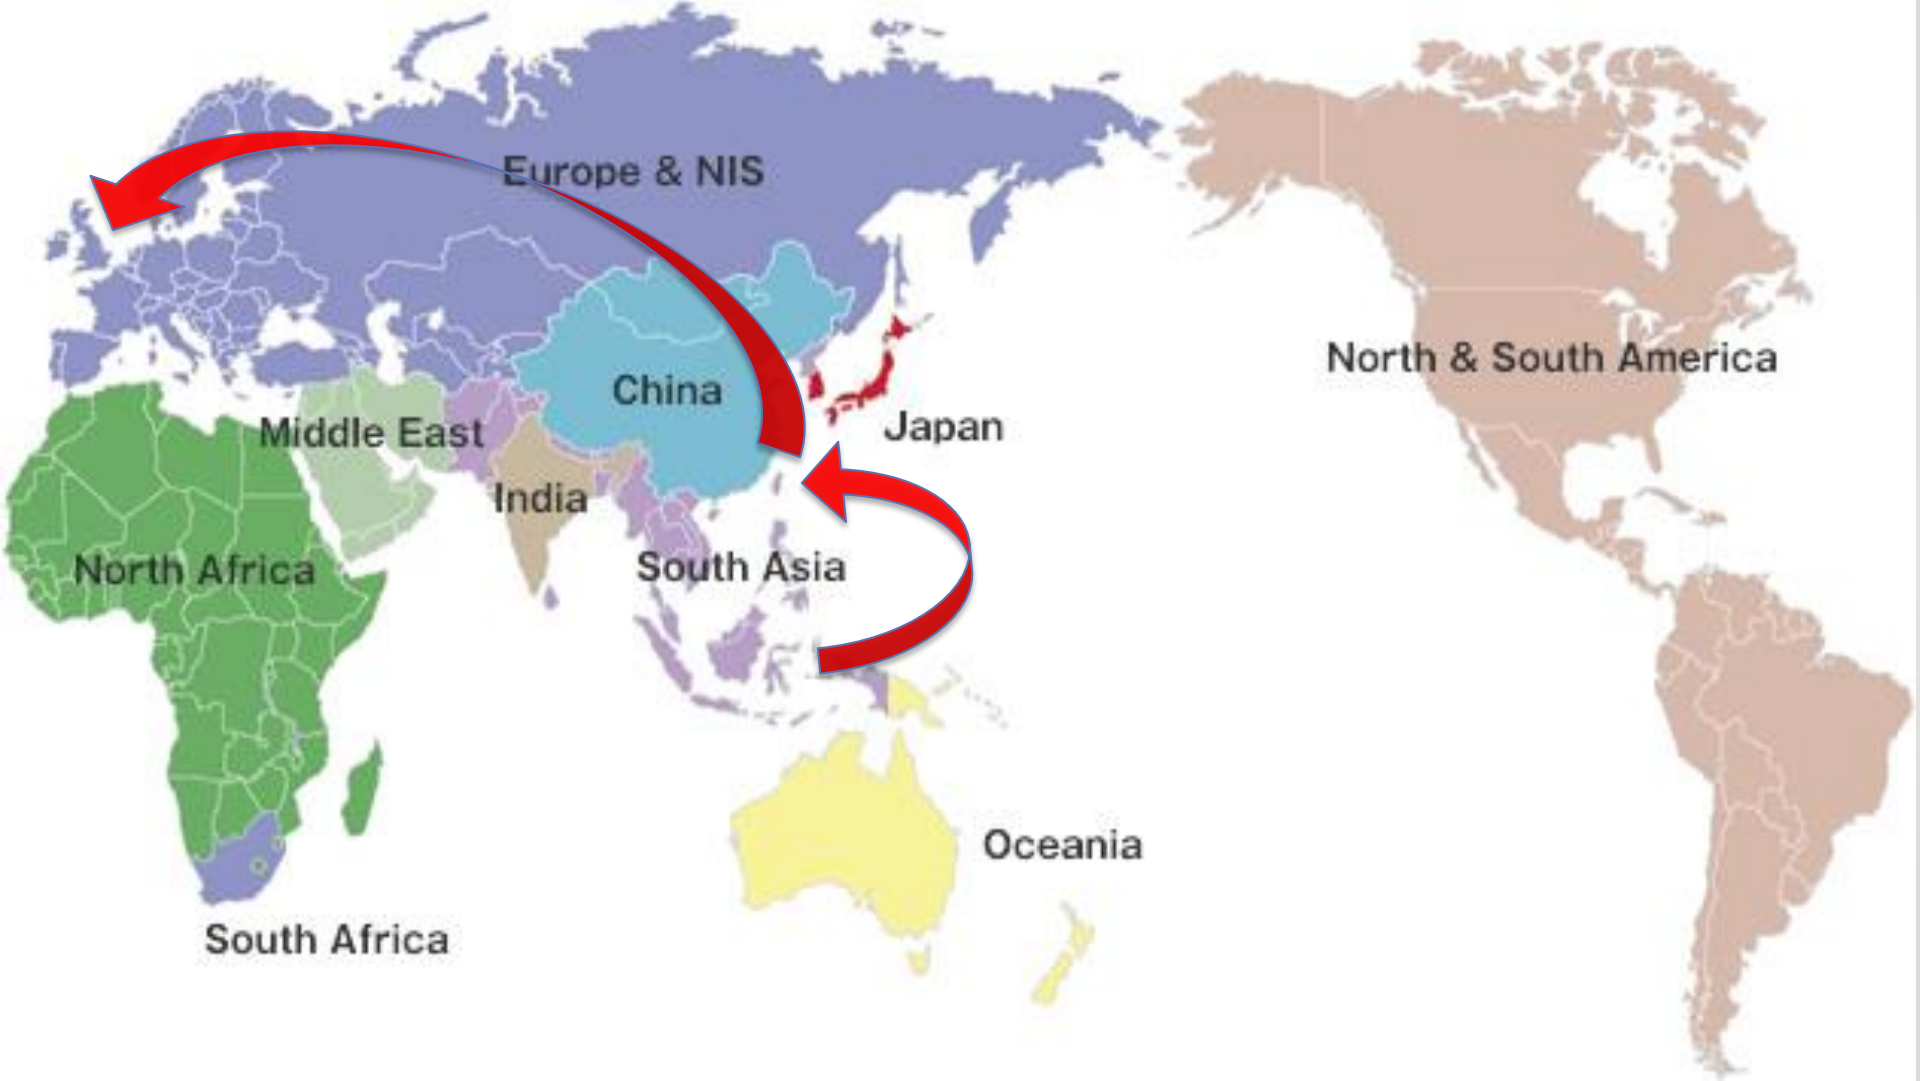 Europe & NIS
North & South America
China
Japan
Middle East
India
South Asia
North Africa
Oceania
South Africa